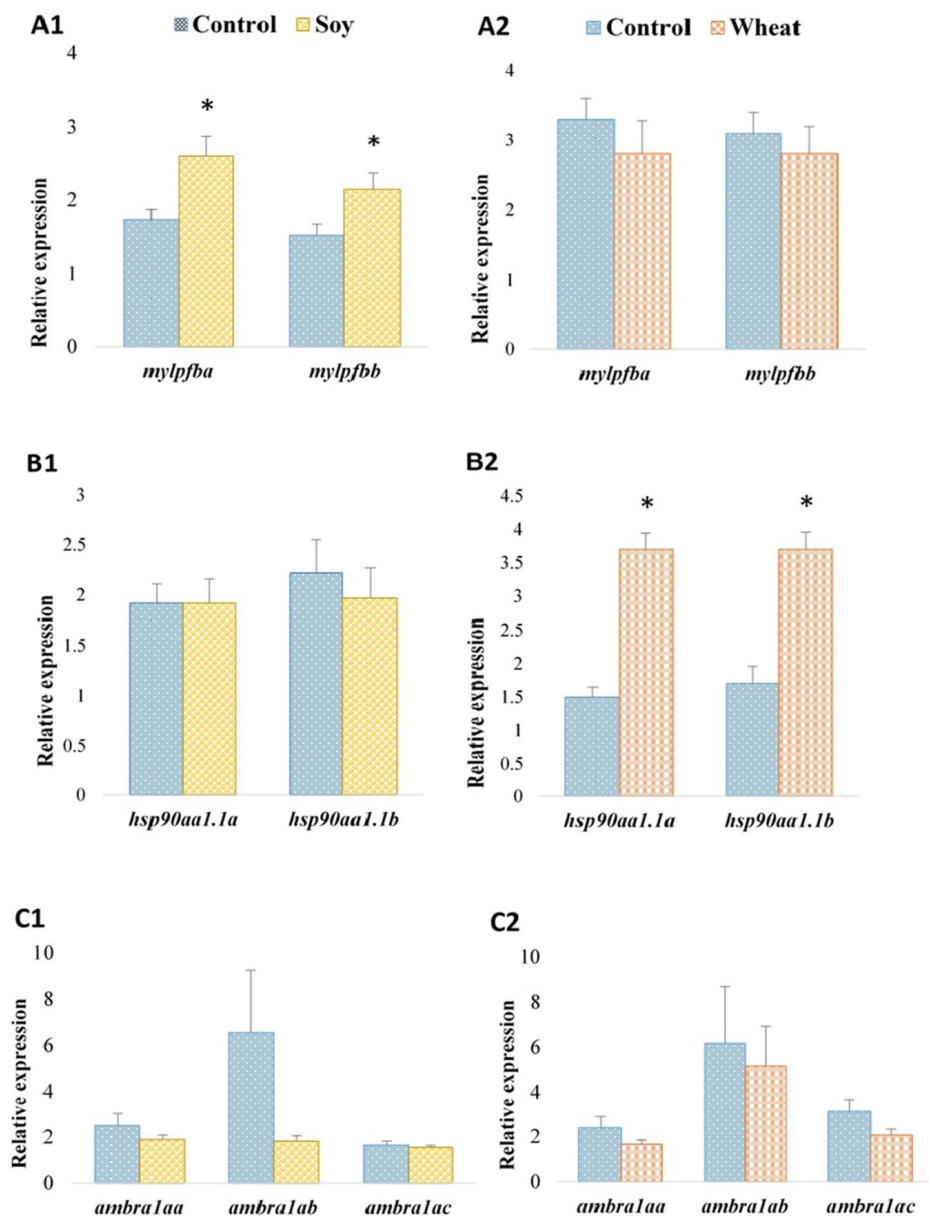 A1 Control Soy
4
3
2
1
0
Relative expression
*
*
mylpfba mylpfbb
A2 Control Wheat
4
3
2
1
0
Relative expression
mylpfba mylpfbb
B1
3
2.5
2
1.5
1
0.5
0
Relative expression
hsp90aa1.1a hsp90aa1.1b
B2
4.5
4
3.5
3
2.5
2
1.5
1
0.5
0
Relative expression
*
*
hsp90aa1.1a hsp90aa1.1b
C1
10
8
6
4
2
0
Relative expression
ambra1aa ambra1ab ambra1ac
C2
10
8
6
4
2
0
Relative expression
ambra1aa ambra1ab ambra1ac